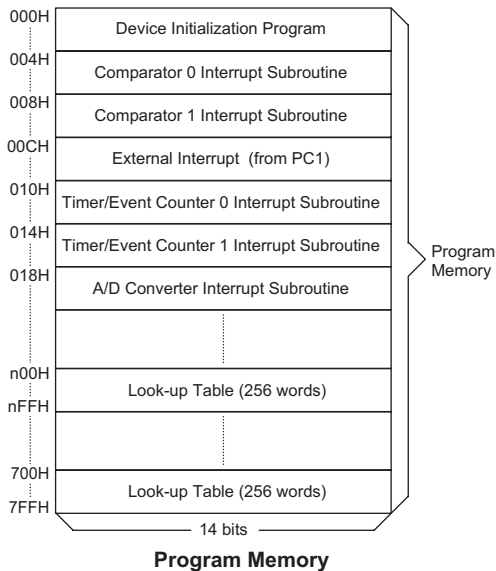 000H
Device Initialization Program
004H
Comparator 0 Interrupt Subroutine
008H
Comparator 1 Interrupt Subroutine
00CH
External Interrupt (from PC1)
010H
Timer/Event Counter 0 Interrupt Subroutine
014H
Timer/Event Counter 1 Interrupt Subroutine
018H
A/D Converter Interrupt Subroutine
Program
Memory
n00H
Look-up Table (256 words)
nFFH
700H
Look-up Table (256 words)
7FFH
14 bits
Program Memory